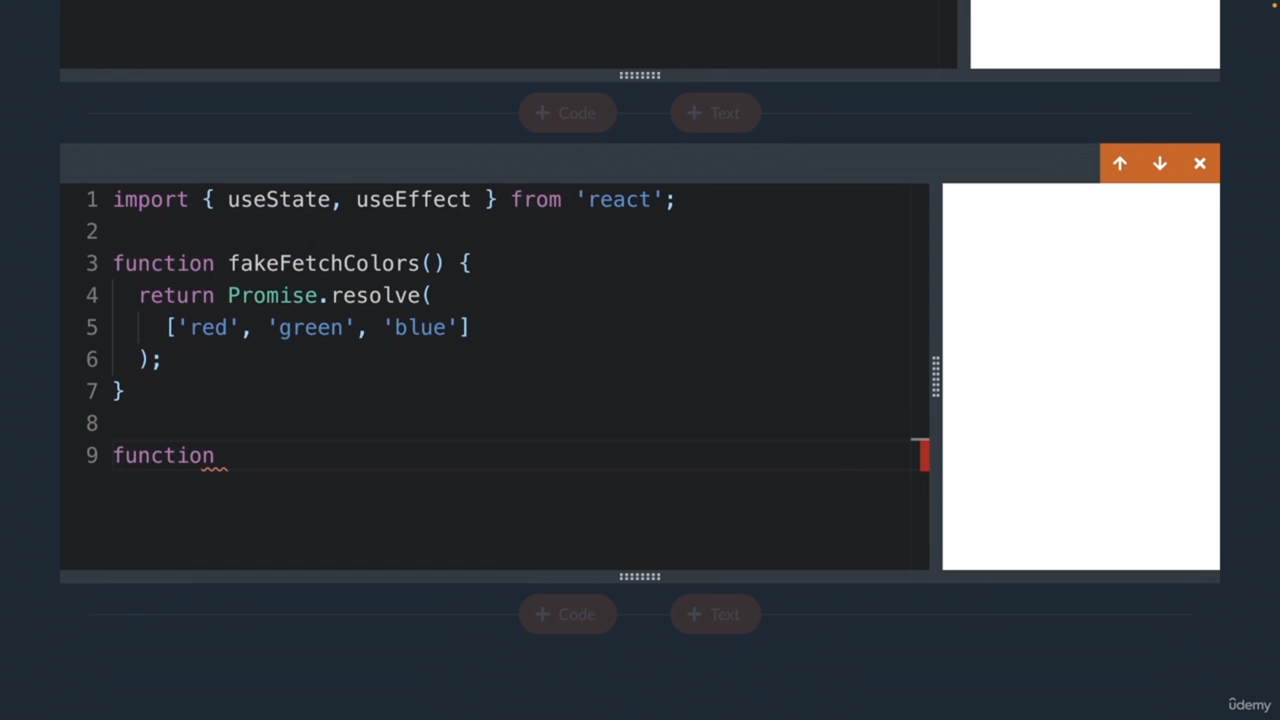 + Code
+ Text
1 import { useState, useEffect } from 'react';
2
3 function fakeFetchColors() {
4   return Promise.resolve(
5     ['red', 'green', 'blue']
6   );
7 }
8
9 function
+ Code
+ Text
ûdemy